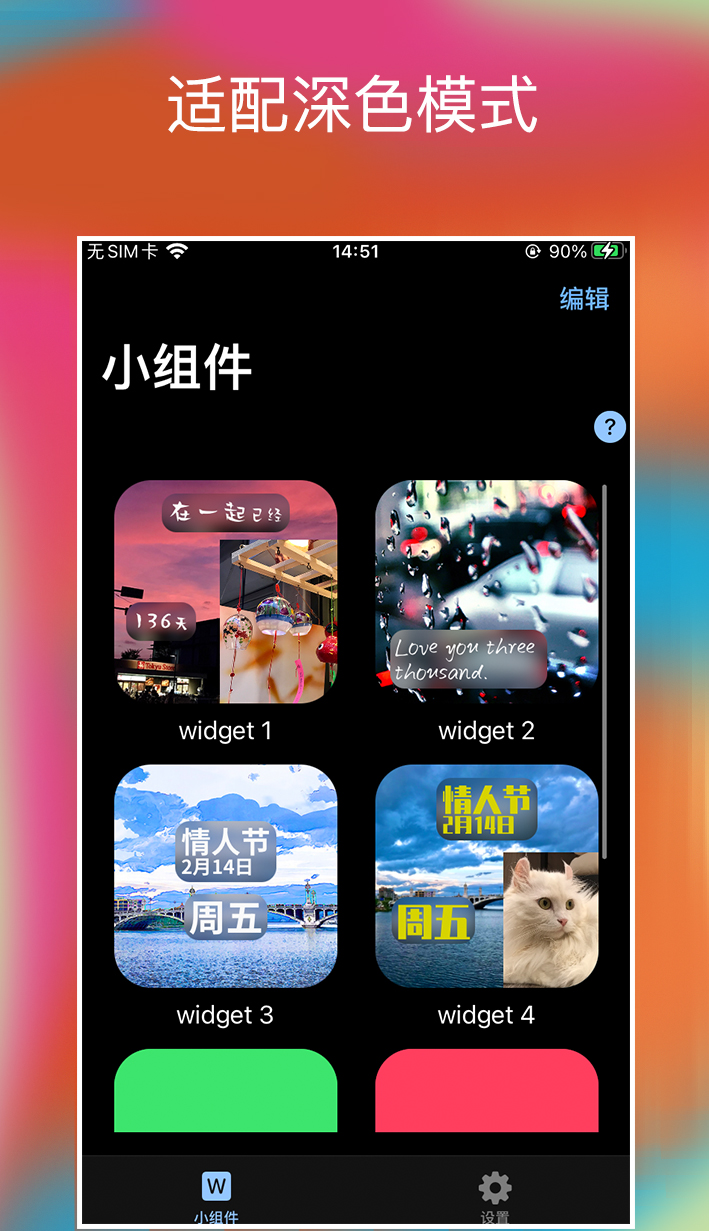 适配深色模式
无SIM卡 14:51 90%
编辑
小组件
?
在一起已经
136天
Tokyu Store
Love you three
thousand.
widget 1 widget 2
情人节
2月14日
周五
情人节
2月14日
周五
widget 3 widget 4
W
小组件 设置